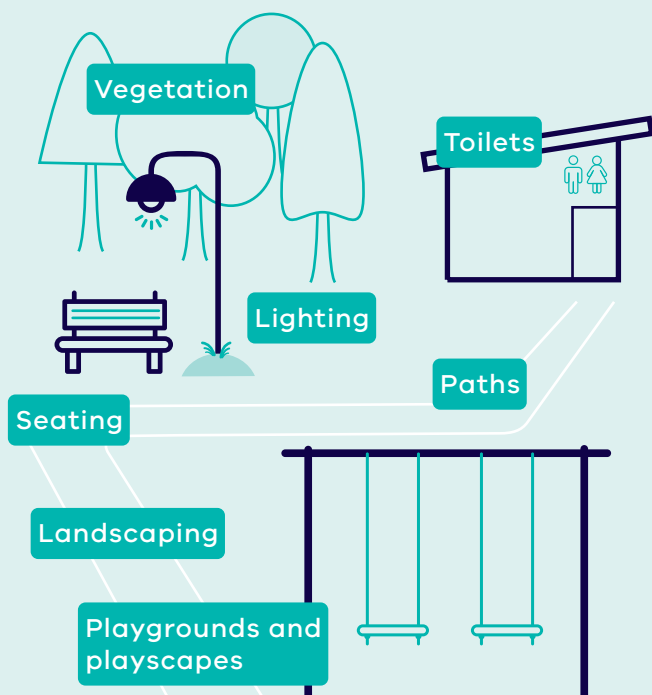 Vegetation
Toilets
Lighting
Paths
Seating
Landscaping
Playgrounds and
playscapes